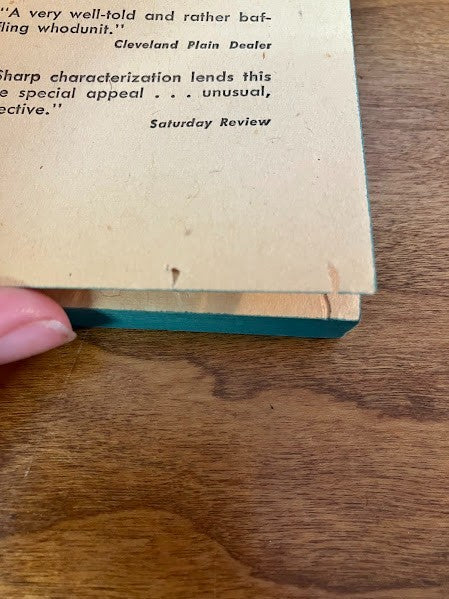 "A very well-told and rather baf-
fling whodunit."
Cleveland Plain Dealer
Sharp characterization lends this
special appeal . . . unusual,
ective."
Saturday Review